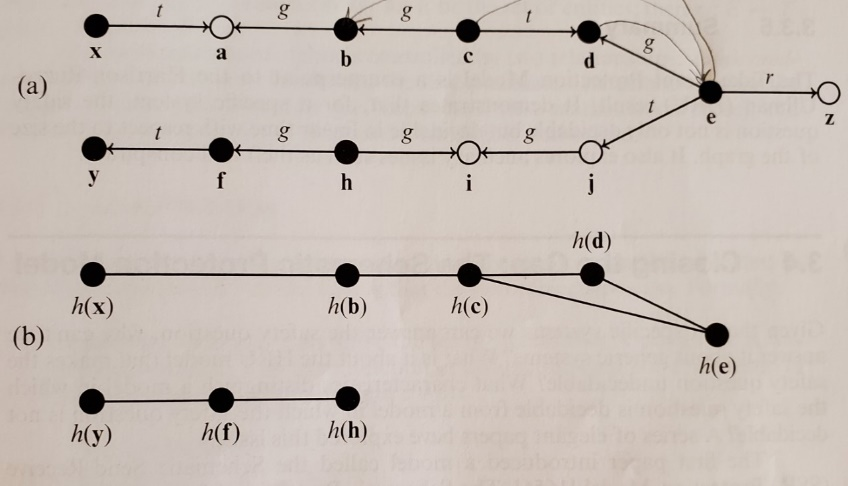 t g g t
x a b c d
g
(a)
r
e z
t
t g g g
y f h i j
h(d)
h(x) h(b) h(c)
(b)
h(e)
h(y) h(f) h(h)